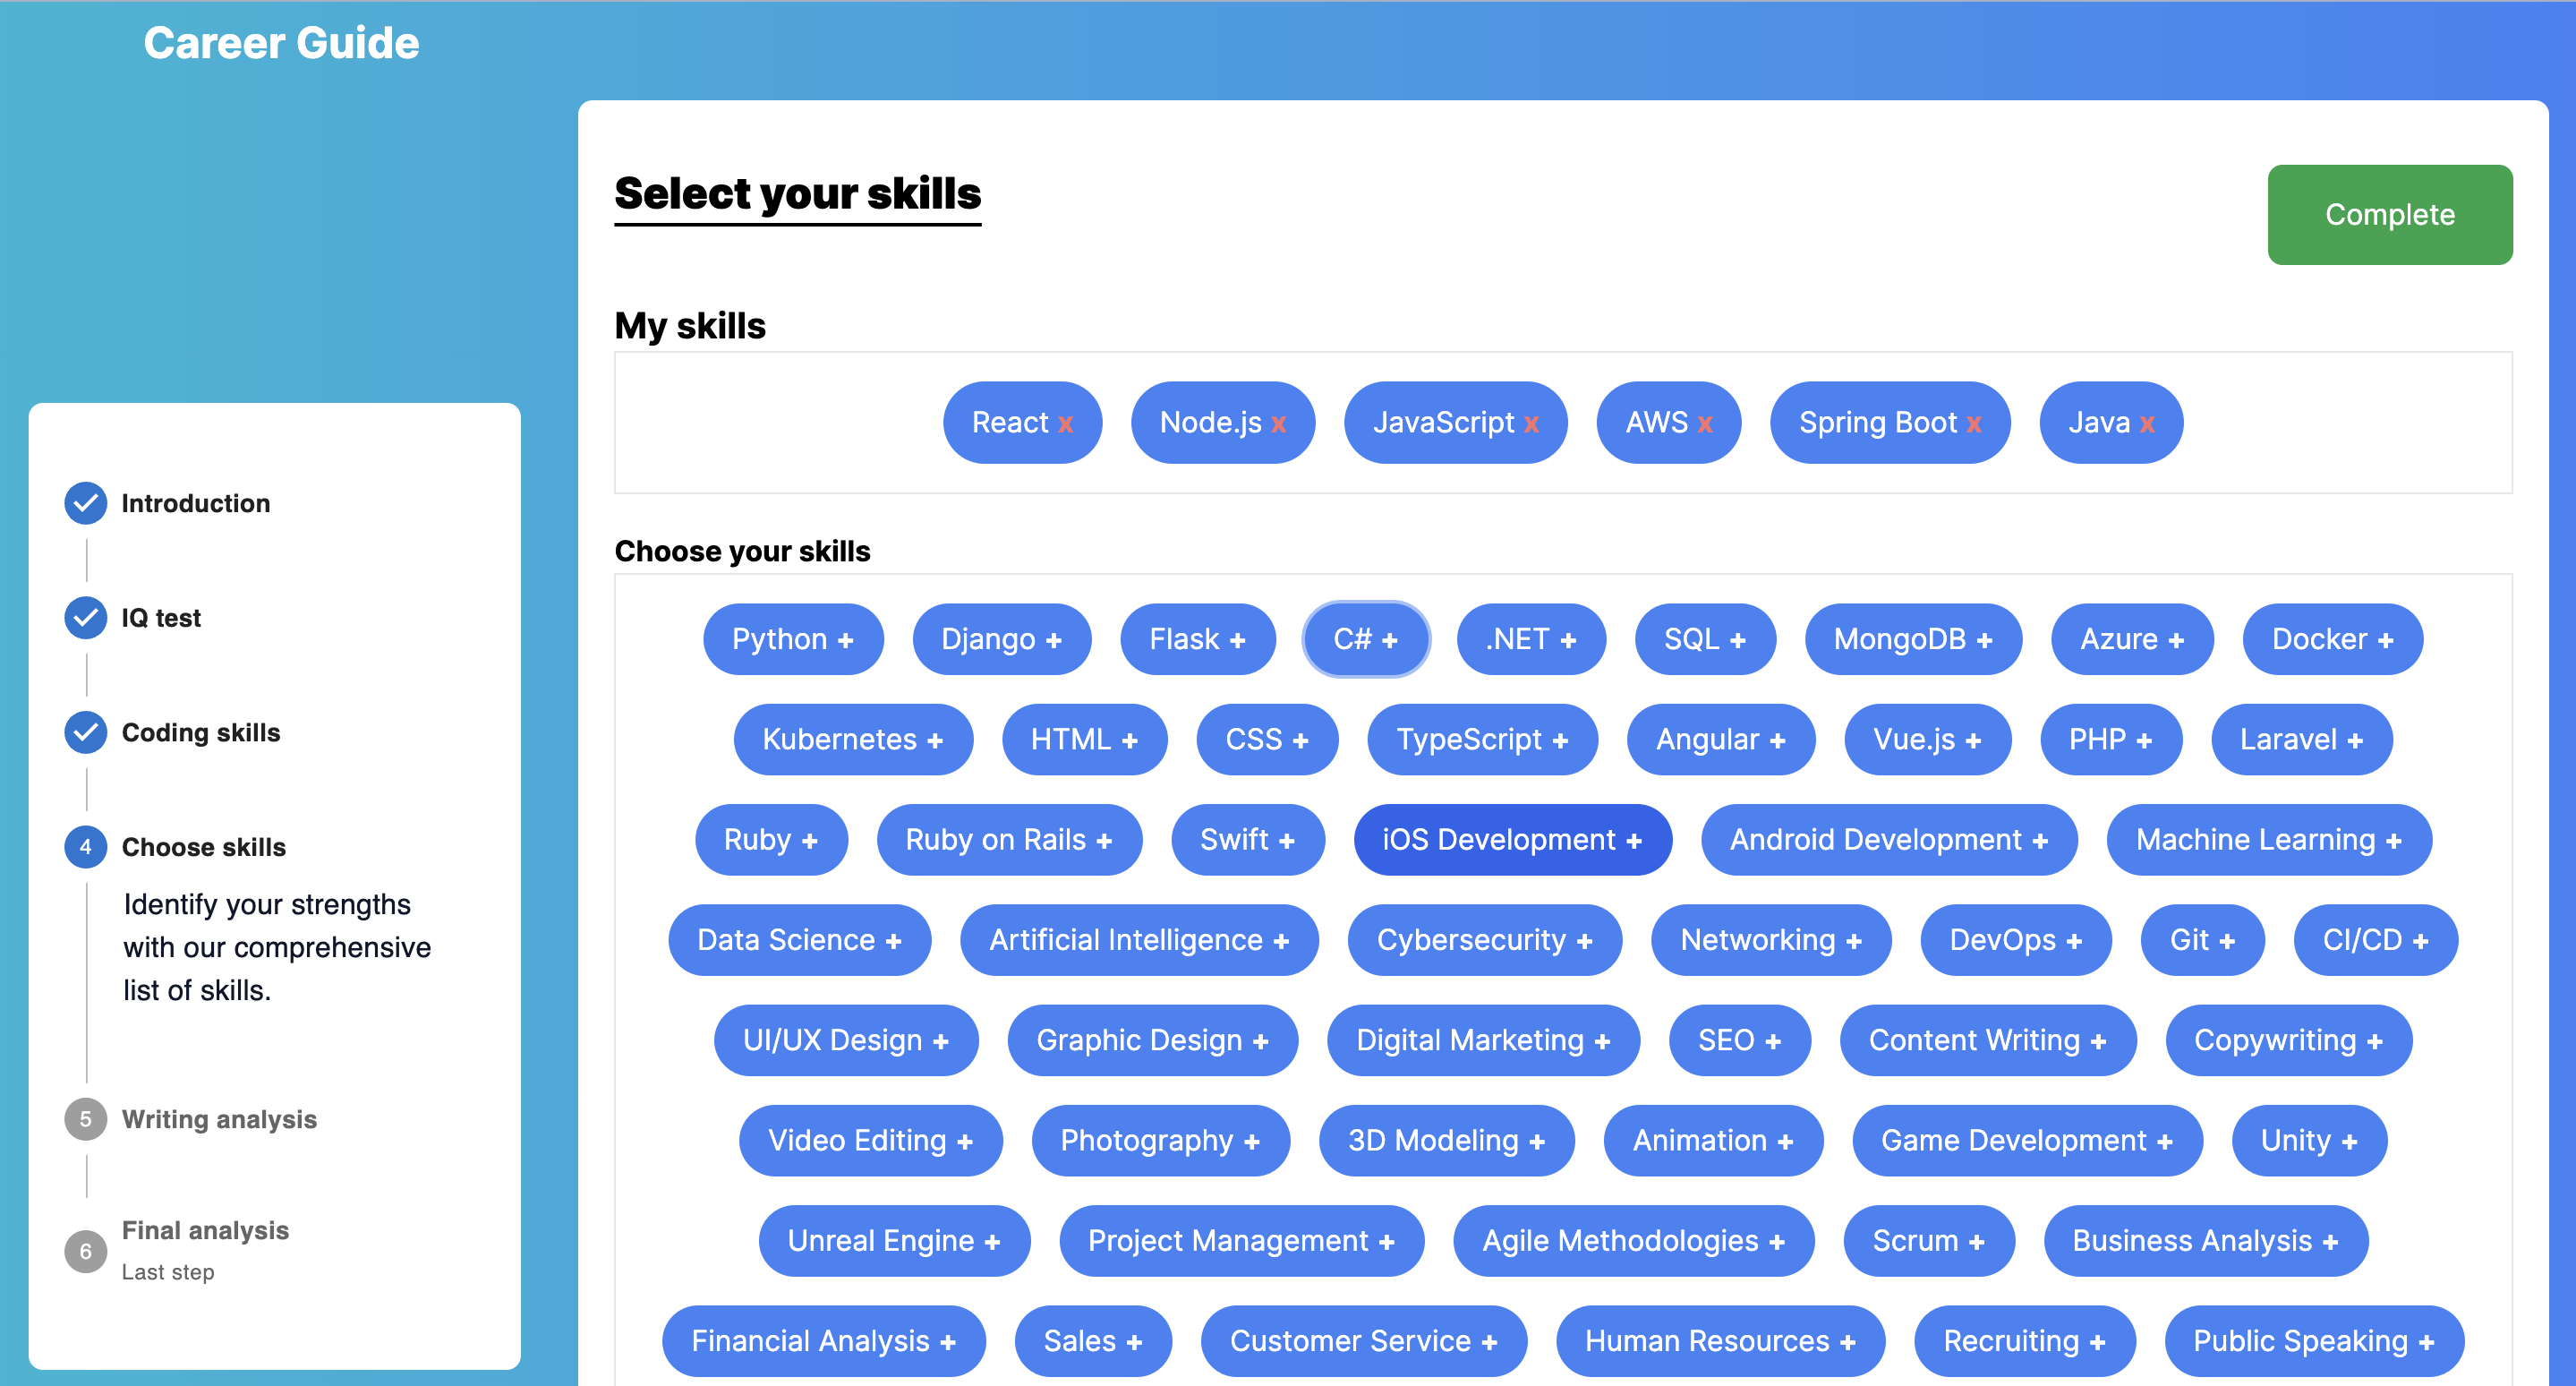 Career Guide
Select your skills
Complete
My skills
React x Node.js x JavaScript x AWS x Spring Boot x Java x
Choose your skills
Python + Django + Flask + C# + .NET + SQL + MongoDB + Azure + Docker +
Kubernetes + HTML + CSS + TypeScript + Angular + Vue.js + PHP + Laravel +
Ruby + Ruby on Rails + Swift + iOS Development + Android Development + Machine Learning +
Data Science + Artificial Intelligence + Cybersecurity + Networking + DevOps + Git + CI/CD +
UI/UX Design + Graphic Design + Digital Marketing + SEO + Content Writing + Copywriting +
Video Editing + Photography + 3D Modeling + Animation + Game Development + Unity +
Unreal Engine + Project Management + Agile Methodologies + Scrum + Business Analysis +
Financial Analysis + Sales + Customer Service + Human Resources + Recruiting + Public Speaking +
Introduction
IQ test
Coding skills
4 Choose skills
Identify your strengths
with our comprehensive
list of skills.
5 Writing analysis
6 Final analysis
Last step